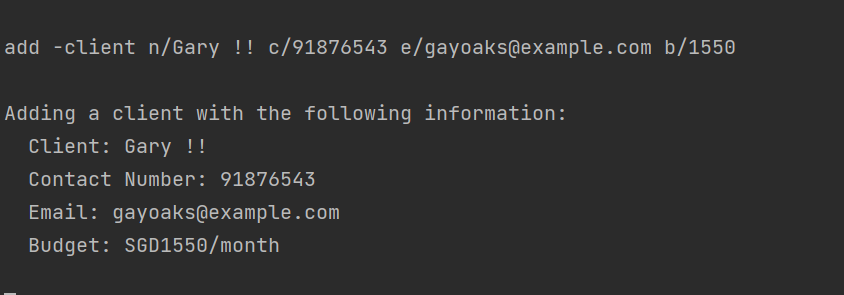 add -client n/Gary !! c/91876543 e/gayoaks@example.com b/1550
Adding a client with the following information:
Client: Gary !!
Contact Number: 91876543
Email: gayoaks@example.com
Budget: SGD1550/month